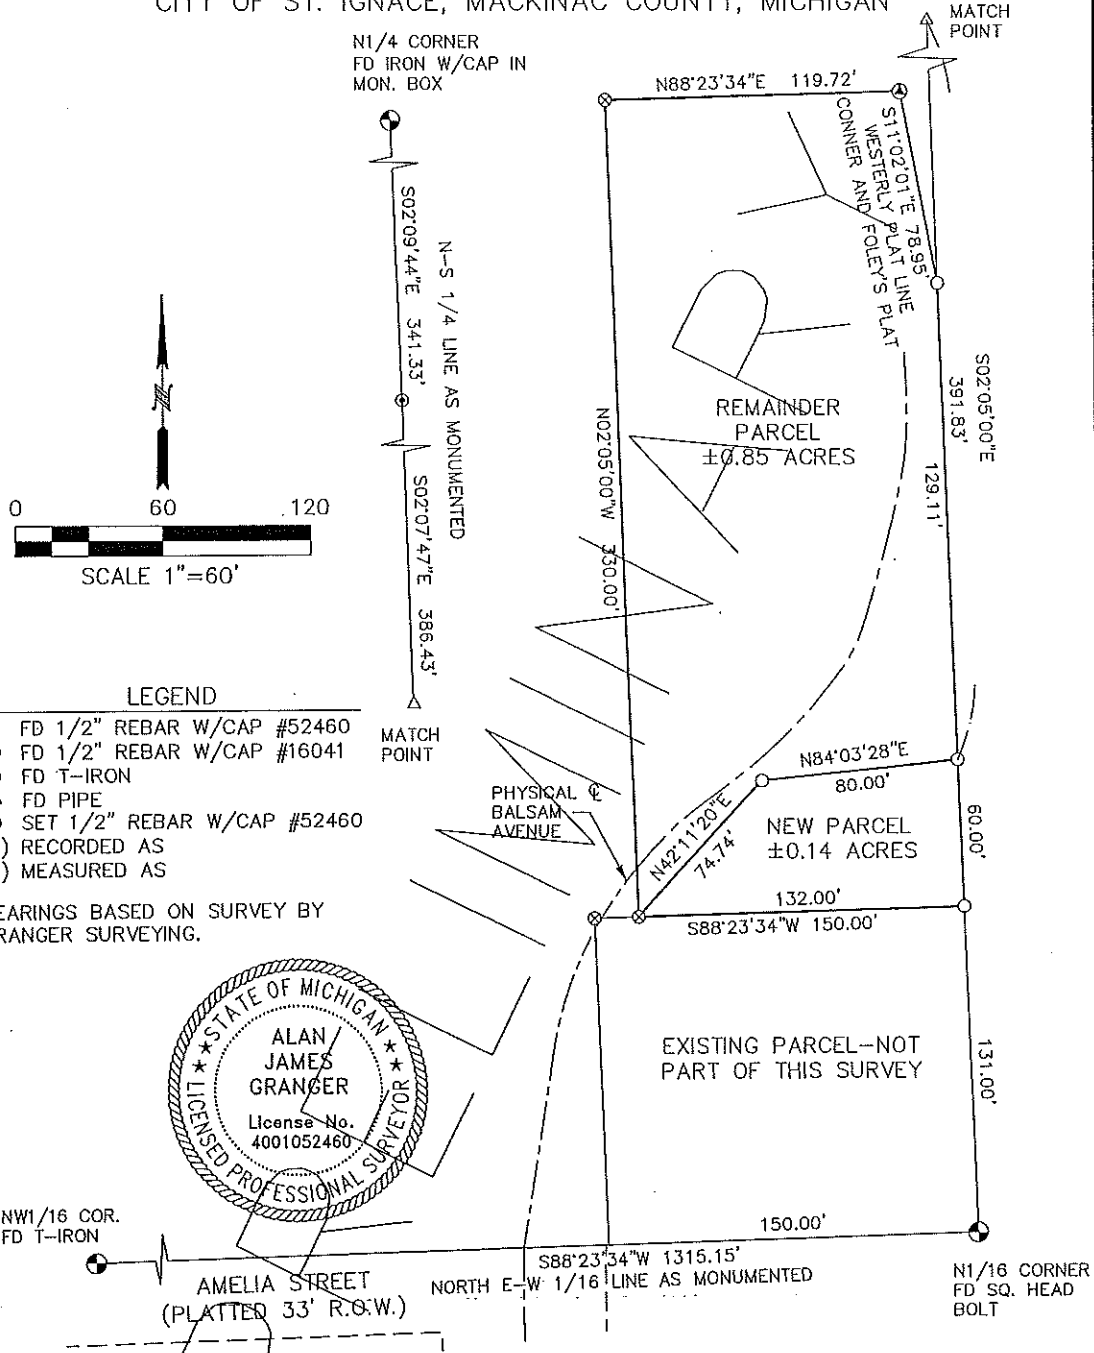 CITY OF ST. IGNACE, MACKINAC COUNTY, MICHIGAN
MATCH
POINT
N1/4 CORNER
FD IRON W/CAP IN
MON. BOX
N88°23'34"E 119.72'
S11°02'01"E 78.95'
WESTERLY PLAT LINE
CONNER AND FOLEY'S PLAT
S02°09'44"E 341.33'
N-S 1/4 LINE AS MONUMENTED
S02°07'47"E 386.43'
MATCH
POINT
N
0 60 120
SCALE 1"=60'
N02°05'00"W 330.00'
REMAINDER
PARCEL
±0.85 ACRES
S02°05'00"E
391.83'
129.11'
LEGEND
FD 1/2" REBAR W/CAP #52460
FD 1/2" REBAR W/CAP #16041
FD T-IRON
FD PIPE
SET 1/2" REBAR W/CAP #52460
) RECORDED AS
) MEASURED AS
EARINGS BASED ON SURVEY BY
RANGER SURVEYING.
PHYSICAL ℄
BALSAM
AVENUE
N84°03'28"E
80.00'
N42°11'20"E
74.74'
NEW PARCEL
±0.14 ACRES
60.00'
132.00'
S88°23'34"W 150.00'
EXISTING PARCEL-NOT
PART OF THIS SURVEY
131.00'
STATE OF MICHIGAN
ALAN
JAMES
GRANGER
License No.
4001052460
LICENSED PROFESSIONAL SURVEYOR
NW1/16 COR.
FD T-IRON
150.00'
S88°23'34"W 1315.15'
NORTH E-W 1/16 LINE AS MONUMENTED
AMELIA STREET
(PLATTED 33' R.O.W.)
N1/16 CORNER
FD SQ. HEAD
BOLT